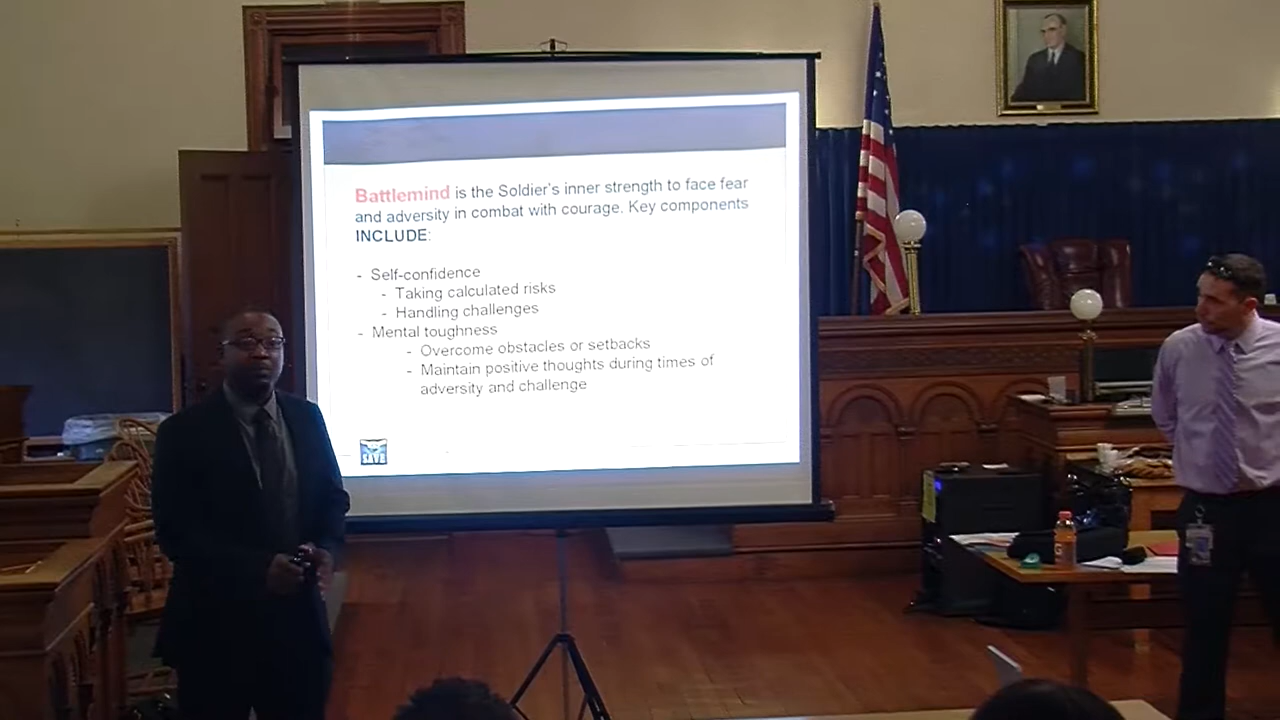 Battlemind is the Soldier's inner strength to face fear
and adversity in combat with courage. Key components
INCLUDE:
- Self-confidence
- Taking calculated risks
- Handling challenges
- Mental toughness
- Overcome obstacles or setbacks
- Maintain positive thoughts during times of
adversity and challenge
SAVE